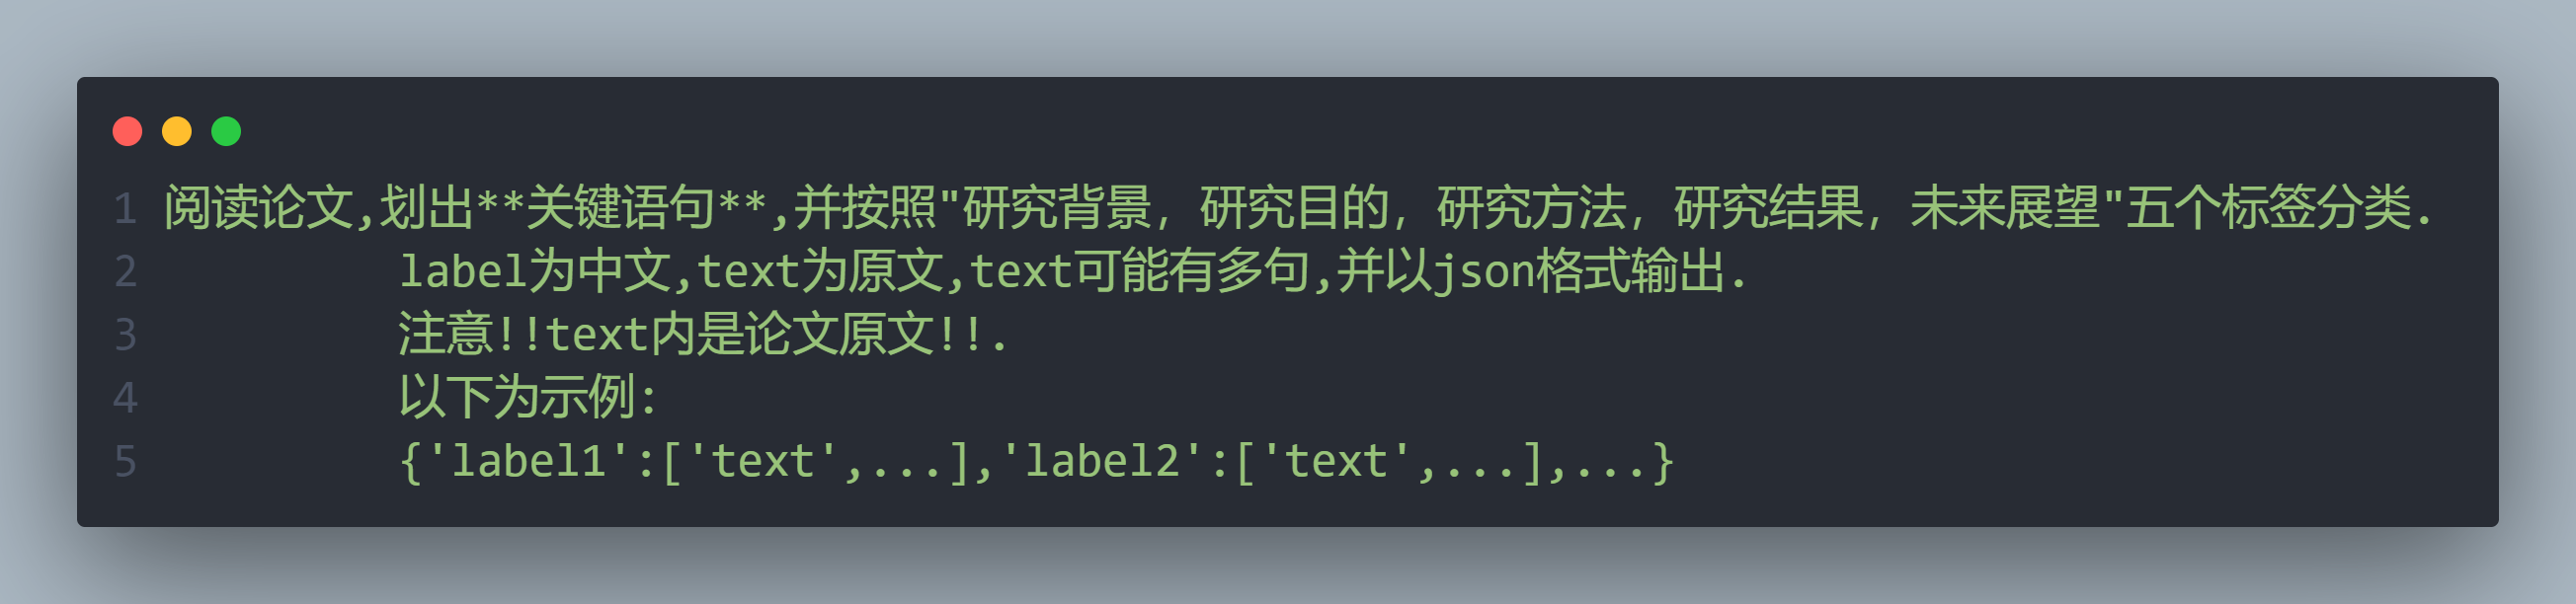 1 阅读论文,划出**关键语句**,并按照"研究背景，研究目的，研究方法，研究结果，未来展望"五个标签分类.
2 label为中文,text为原文,text可能有多句,并以json格式输出.
3 注意!!text内是论文原文!!.
4 以下为示例:
5 {'label1':['text',...],'label2':['text',...],...}